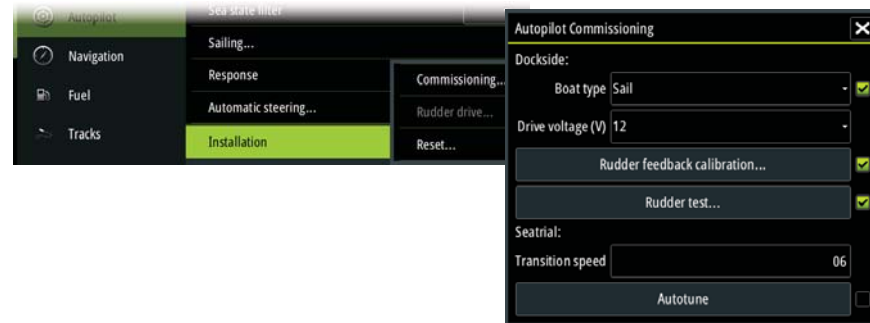 Autopilot
Sea state filter
Navigation
Sailing...
Fuel
Response
Automatic steering...
Tracks
Installation
Commissioning...
Rudder drive...
Reset...
Autopilot Commissioning
Dockside:
Boat type Sail
Drive voltage (V) 12
Rudder feedback calibration...
Rudder test...
Seatrial:
Transition speed 06
Autotune